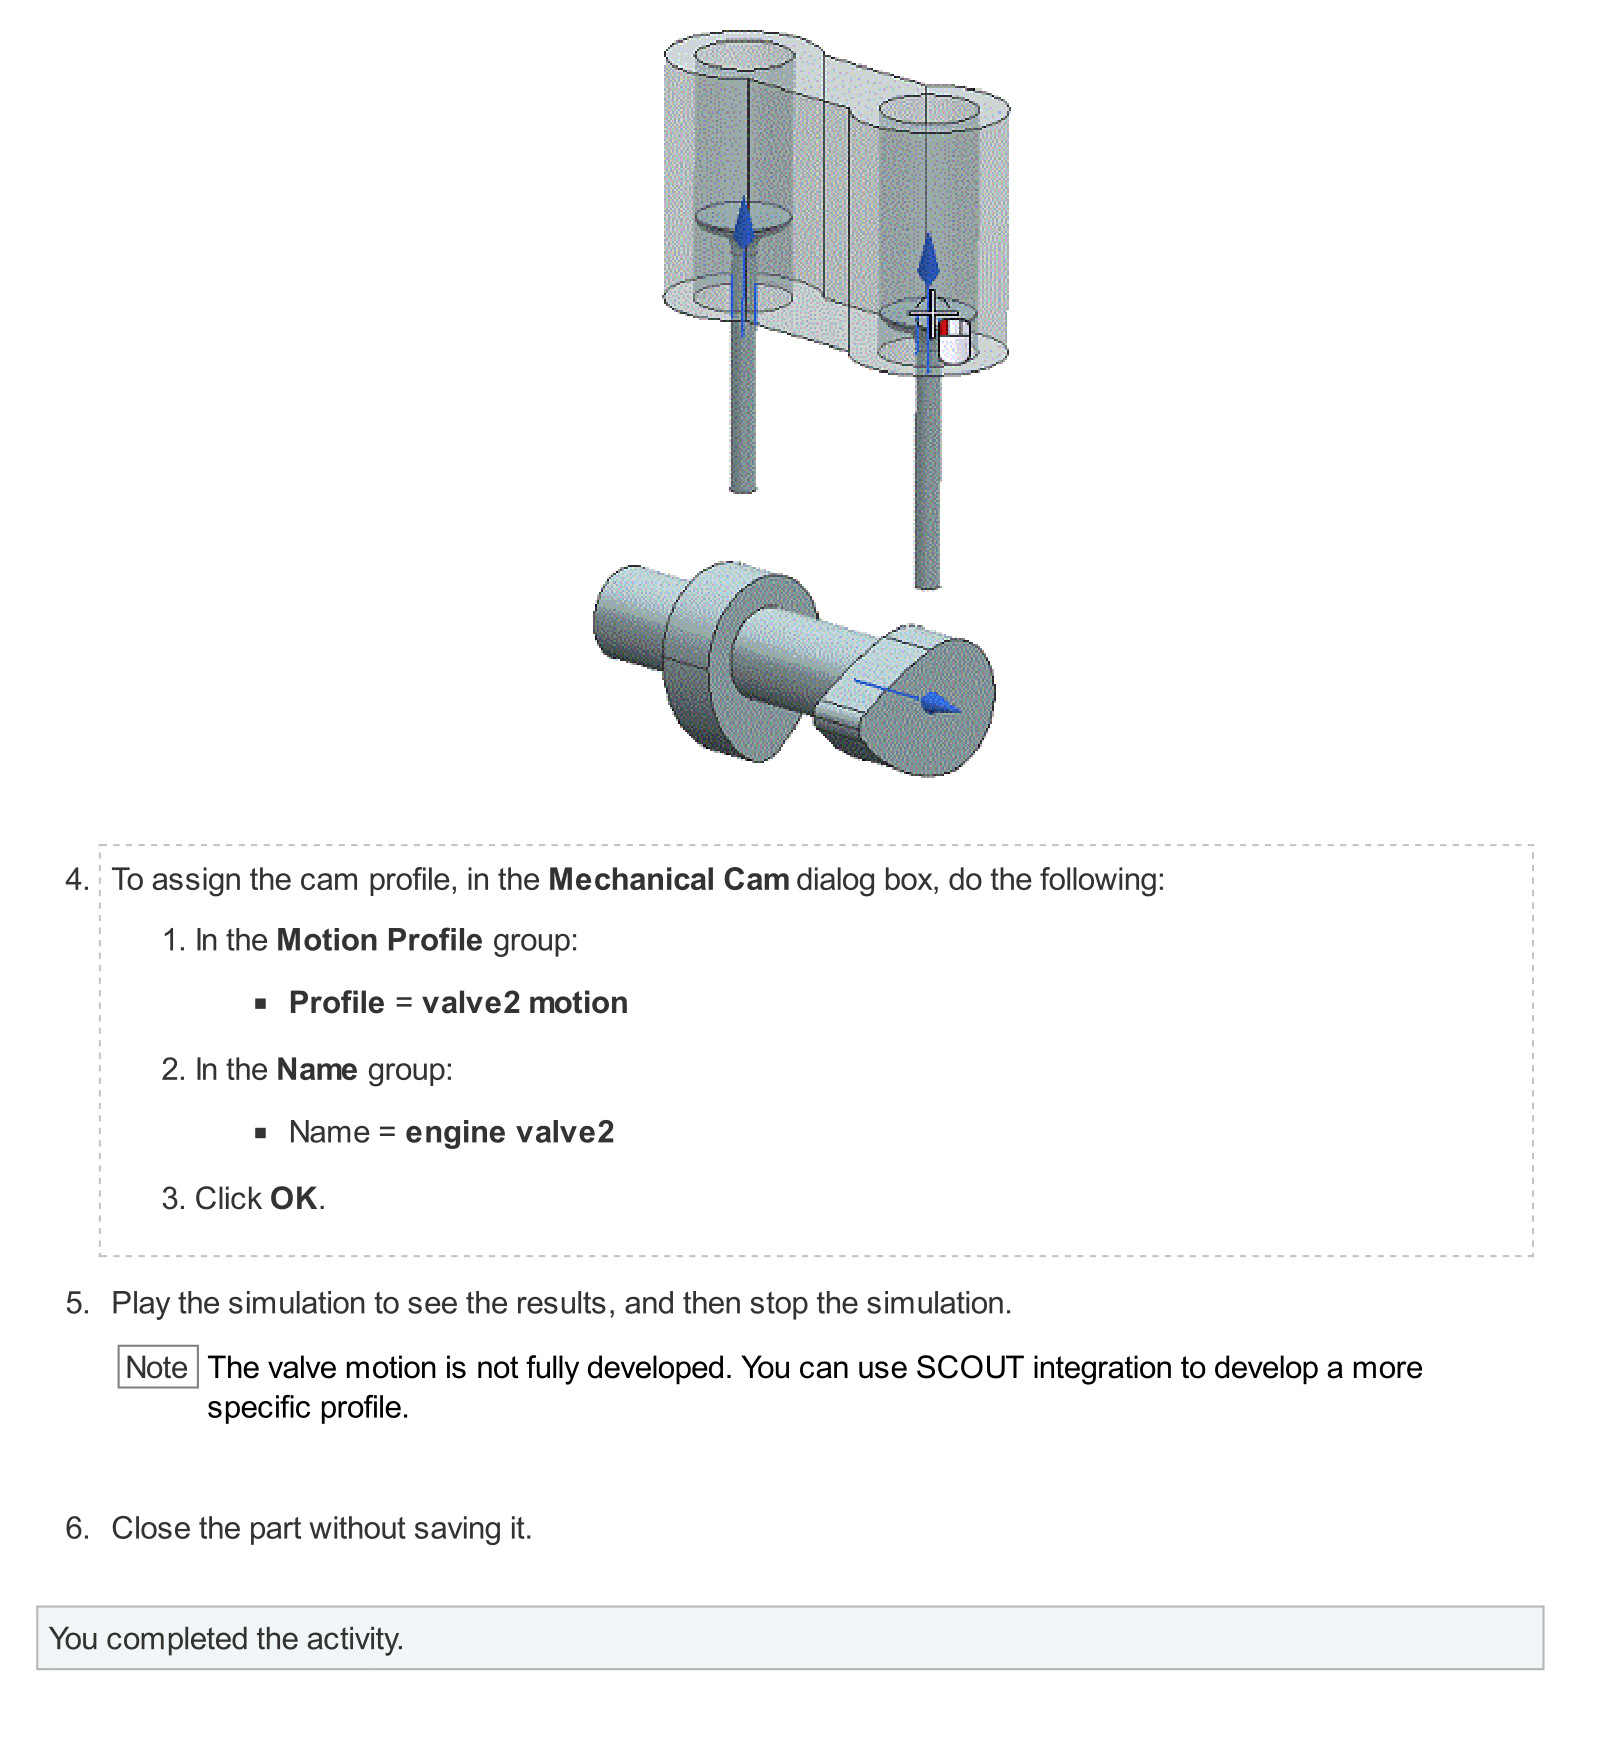 4. To assign the cam profile, in the Mechanical Cam dialog box, do the following:
1. In the Motion Profile group:
▪ Profile = valve2 motion
2. In the Name group:
▪ Name = engine valve2
3. Click OK.
5. Play the simulation to see the results, and then stop the simulation.
Note The valve motion is not fully developed. You can use SCOUT integration to develop a more
specific profile.
6. Close the part without saving it.
You completed the activity.